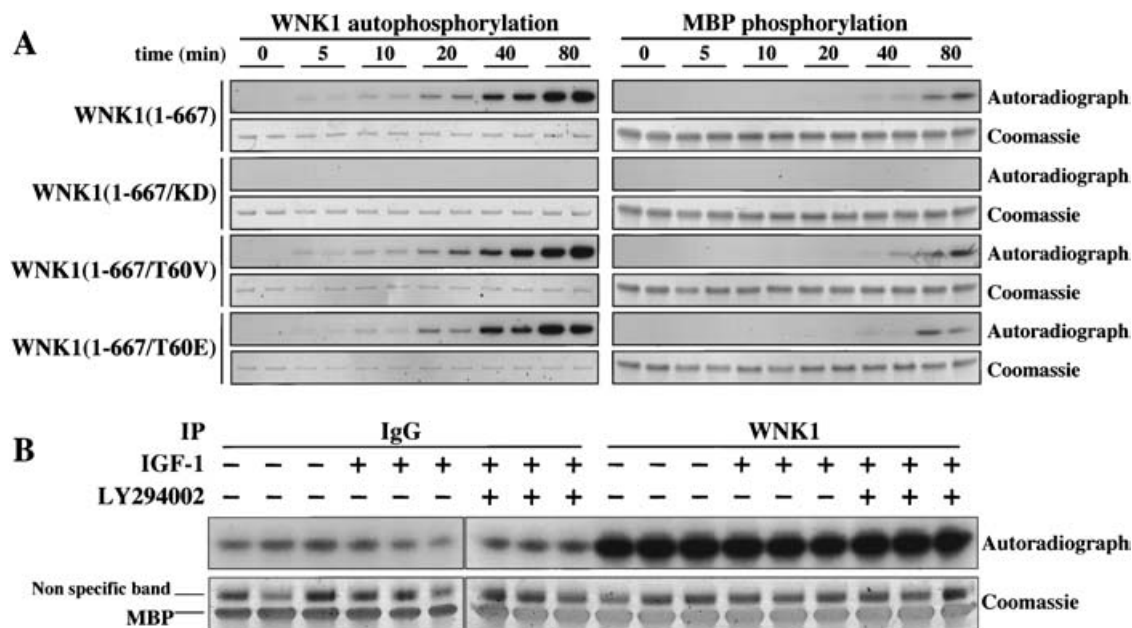 A
WNK1 autophosphorylation MBP phosphorylation
time (min) 0 5 10 20 40 80 0 5 10 20 40 80
WNK1(1-667) Autoradiograph
Coomassie
WNK1(1-667/KD) Autoradiograph
Coomassie
WNK1(1-667/T60V) Autoradiograph
Coomassie
WNK1(1-667/T60E) Autoradiograph
Coomassie
B
IP IgG WNK1
IGF-1 − − − + + + + + + − − − + + + + + +
LY294002 − − − − − − + + + − − − − − − + + +
Autoradiograph
Non specific band Coomassie
MBP